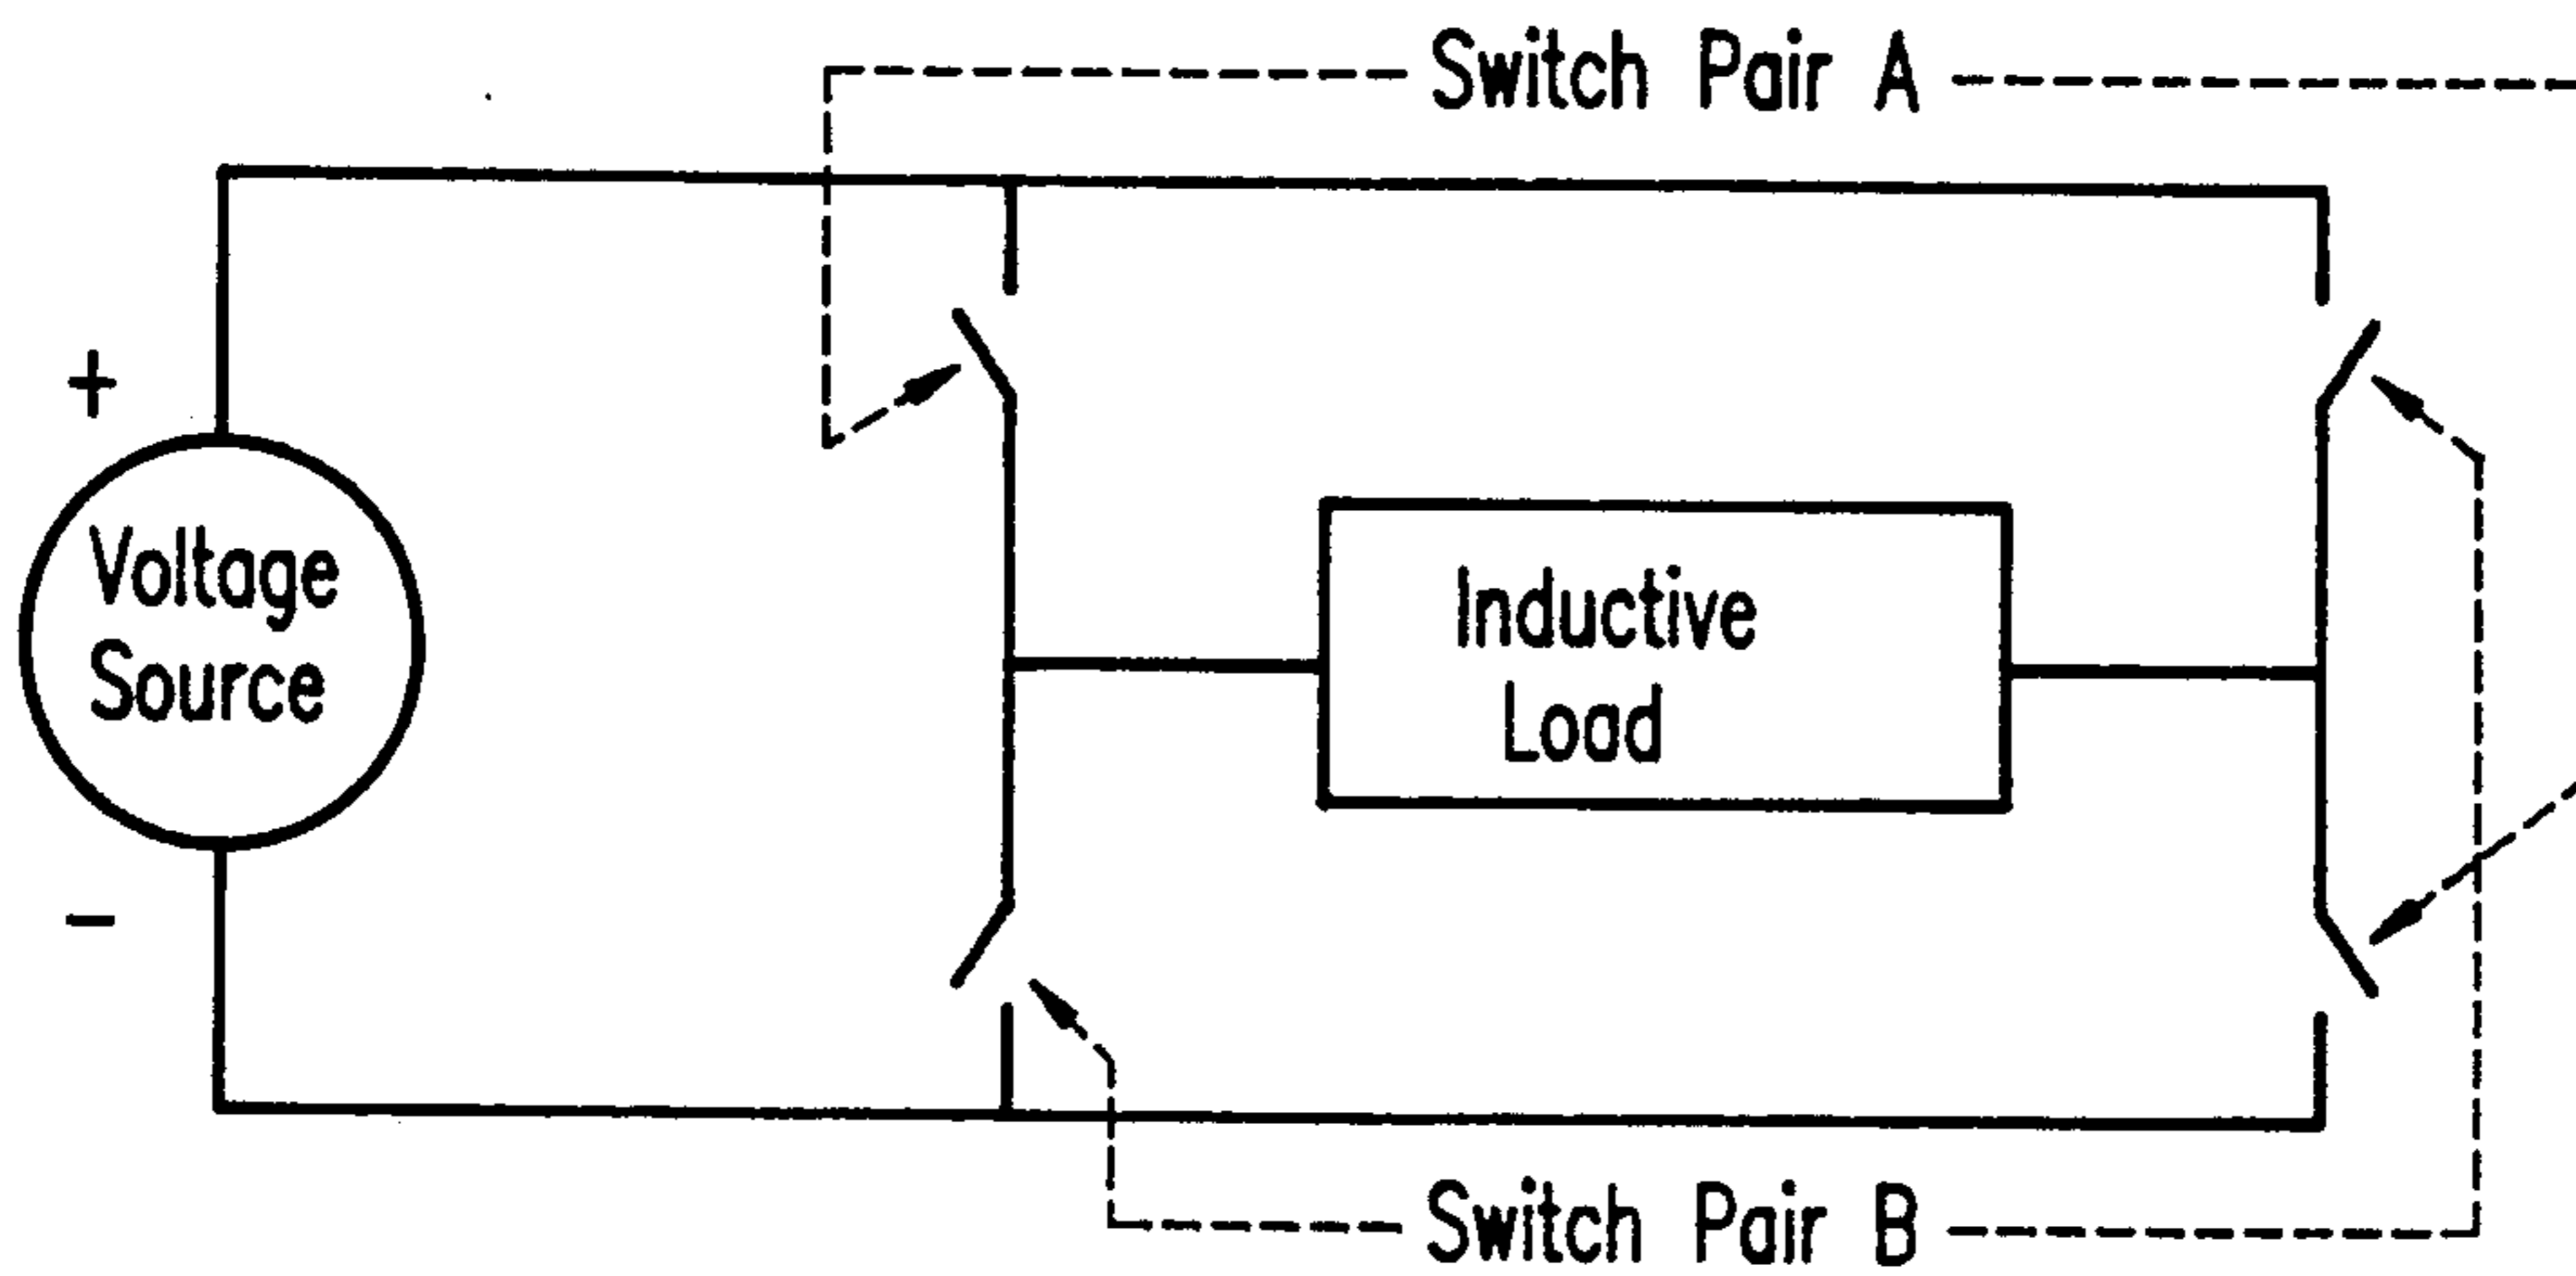 Switch Pair A
+
Voltage
Source
Inductive
Load
-
Switch Pair B